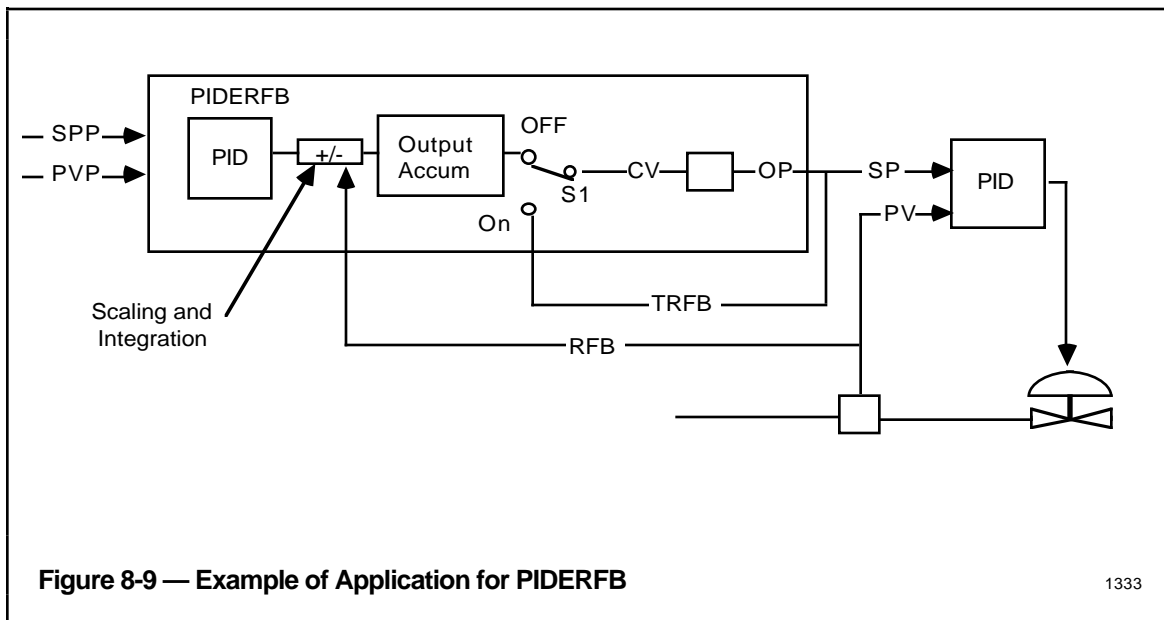 PIDERFB
SPP
PVP
PID
+/-
Output
Accum
OFF
S1
On
CV
OP
SP
PV
PID
TRFB
RFB
Scaling and
Integration
Figure 8-9 — Example of Application for PIDERFB
1333